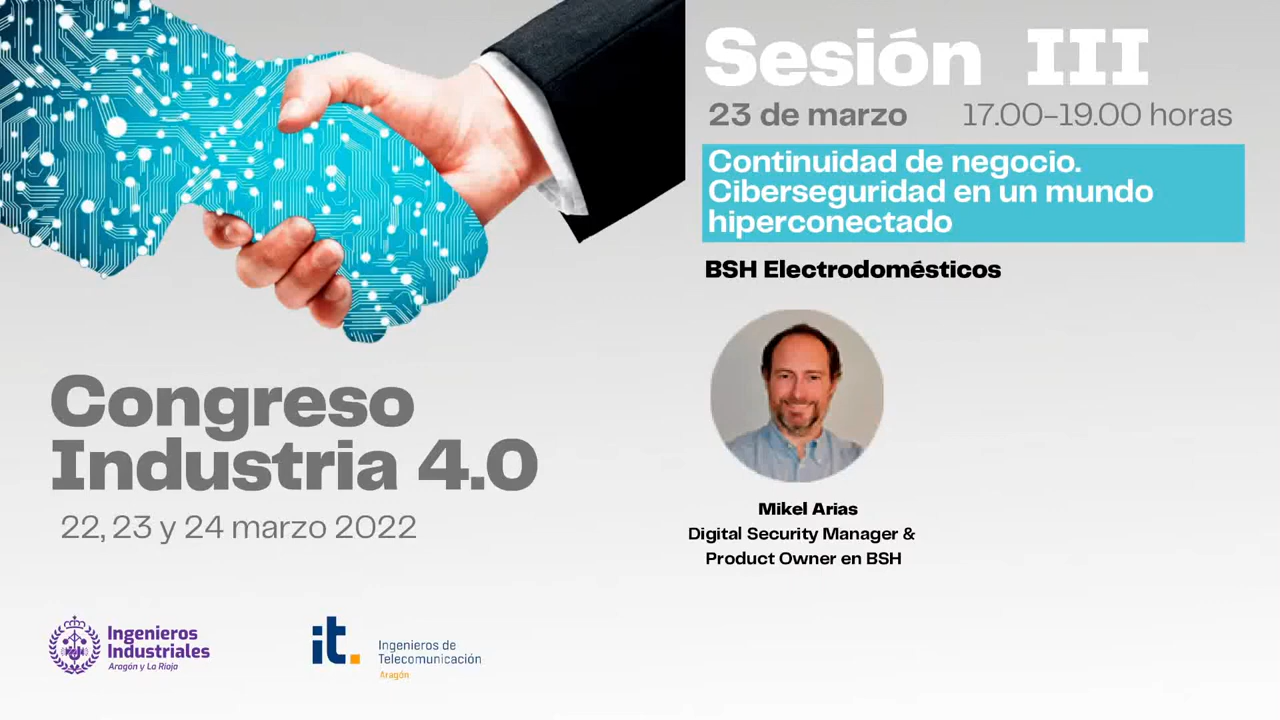 Sesión III
23 de marzo 17.00-19.00 horas
Continuidad de negocio.
Ciberseguridad en un mundo
hiperconectado
BSH Electrodomésticos
Mikel Arias
Digital Security Manager &
Product Owner en BSH
Congreso
Industria 4.0
22, 23 y 24 marzo 2022
Ingenieros
Industriales
Aragón y La Rioja
it.
Ingenieros de
Telecomunicación
Aragón